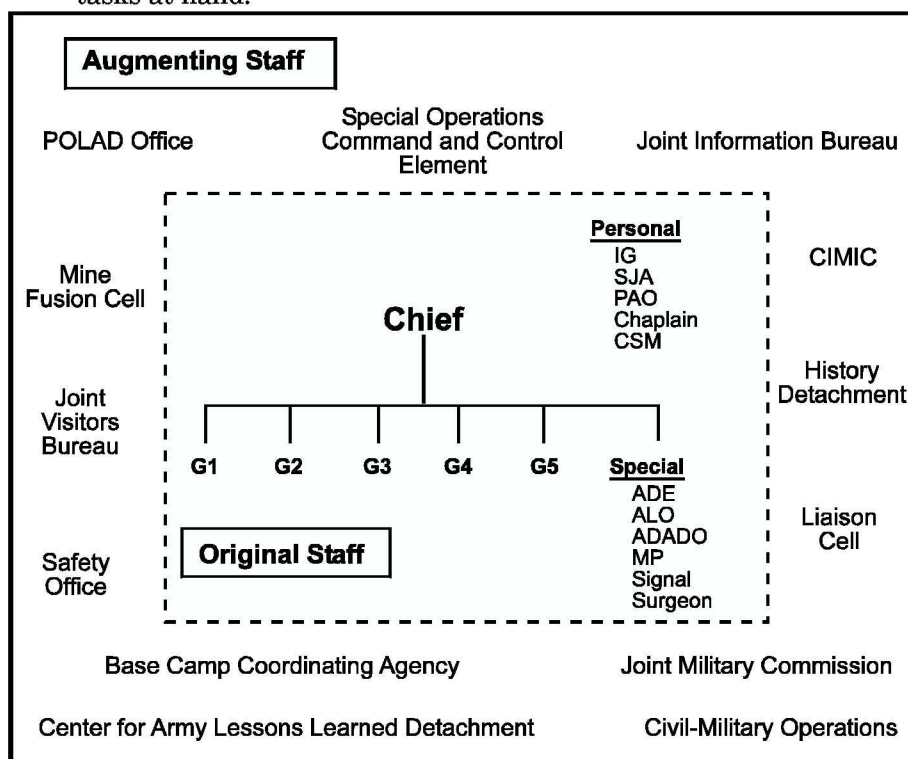 tasks at hand.
Augmenting Staff
POLAD Office
Special Operations
Command and Control
Element
Joint Information Bureau
Mine
Fusion Cell
Joint
Visitors
Bureau
Safety
Office
Chief
Personal
IG
SJA
PAO
Chaplain
CSM
G1 G2 G3 G4 G5
Special
ADE
ALO
ADADO
MP
Signal
Surgeon
Original Staff
CIMIC
History
Detachment
Liaison
Cell
Base Camp Coordinating Agency
Joint Military Commission
Center for Army Lessons Learned Detachment
Civil-Military Operations